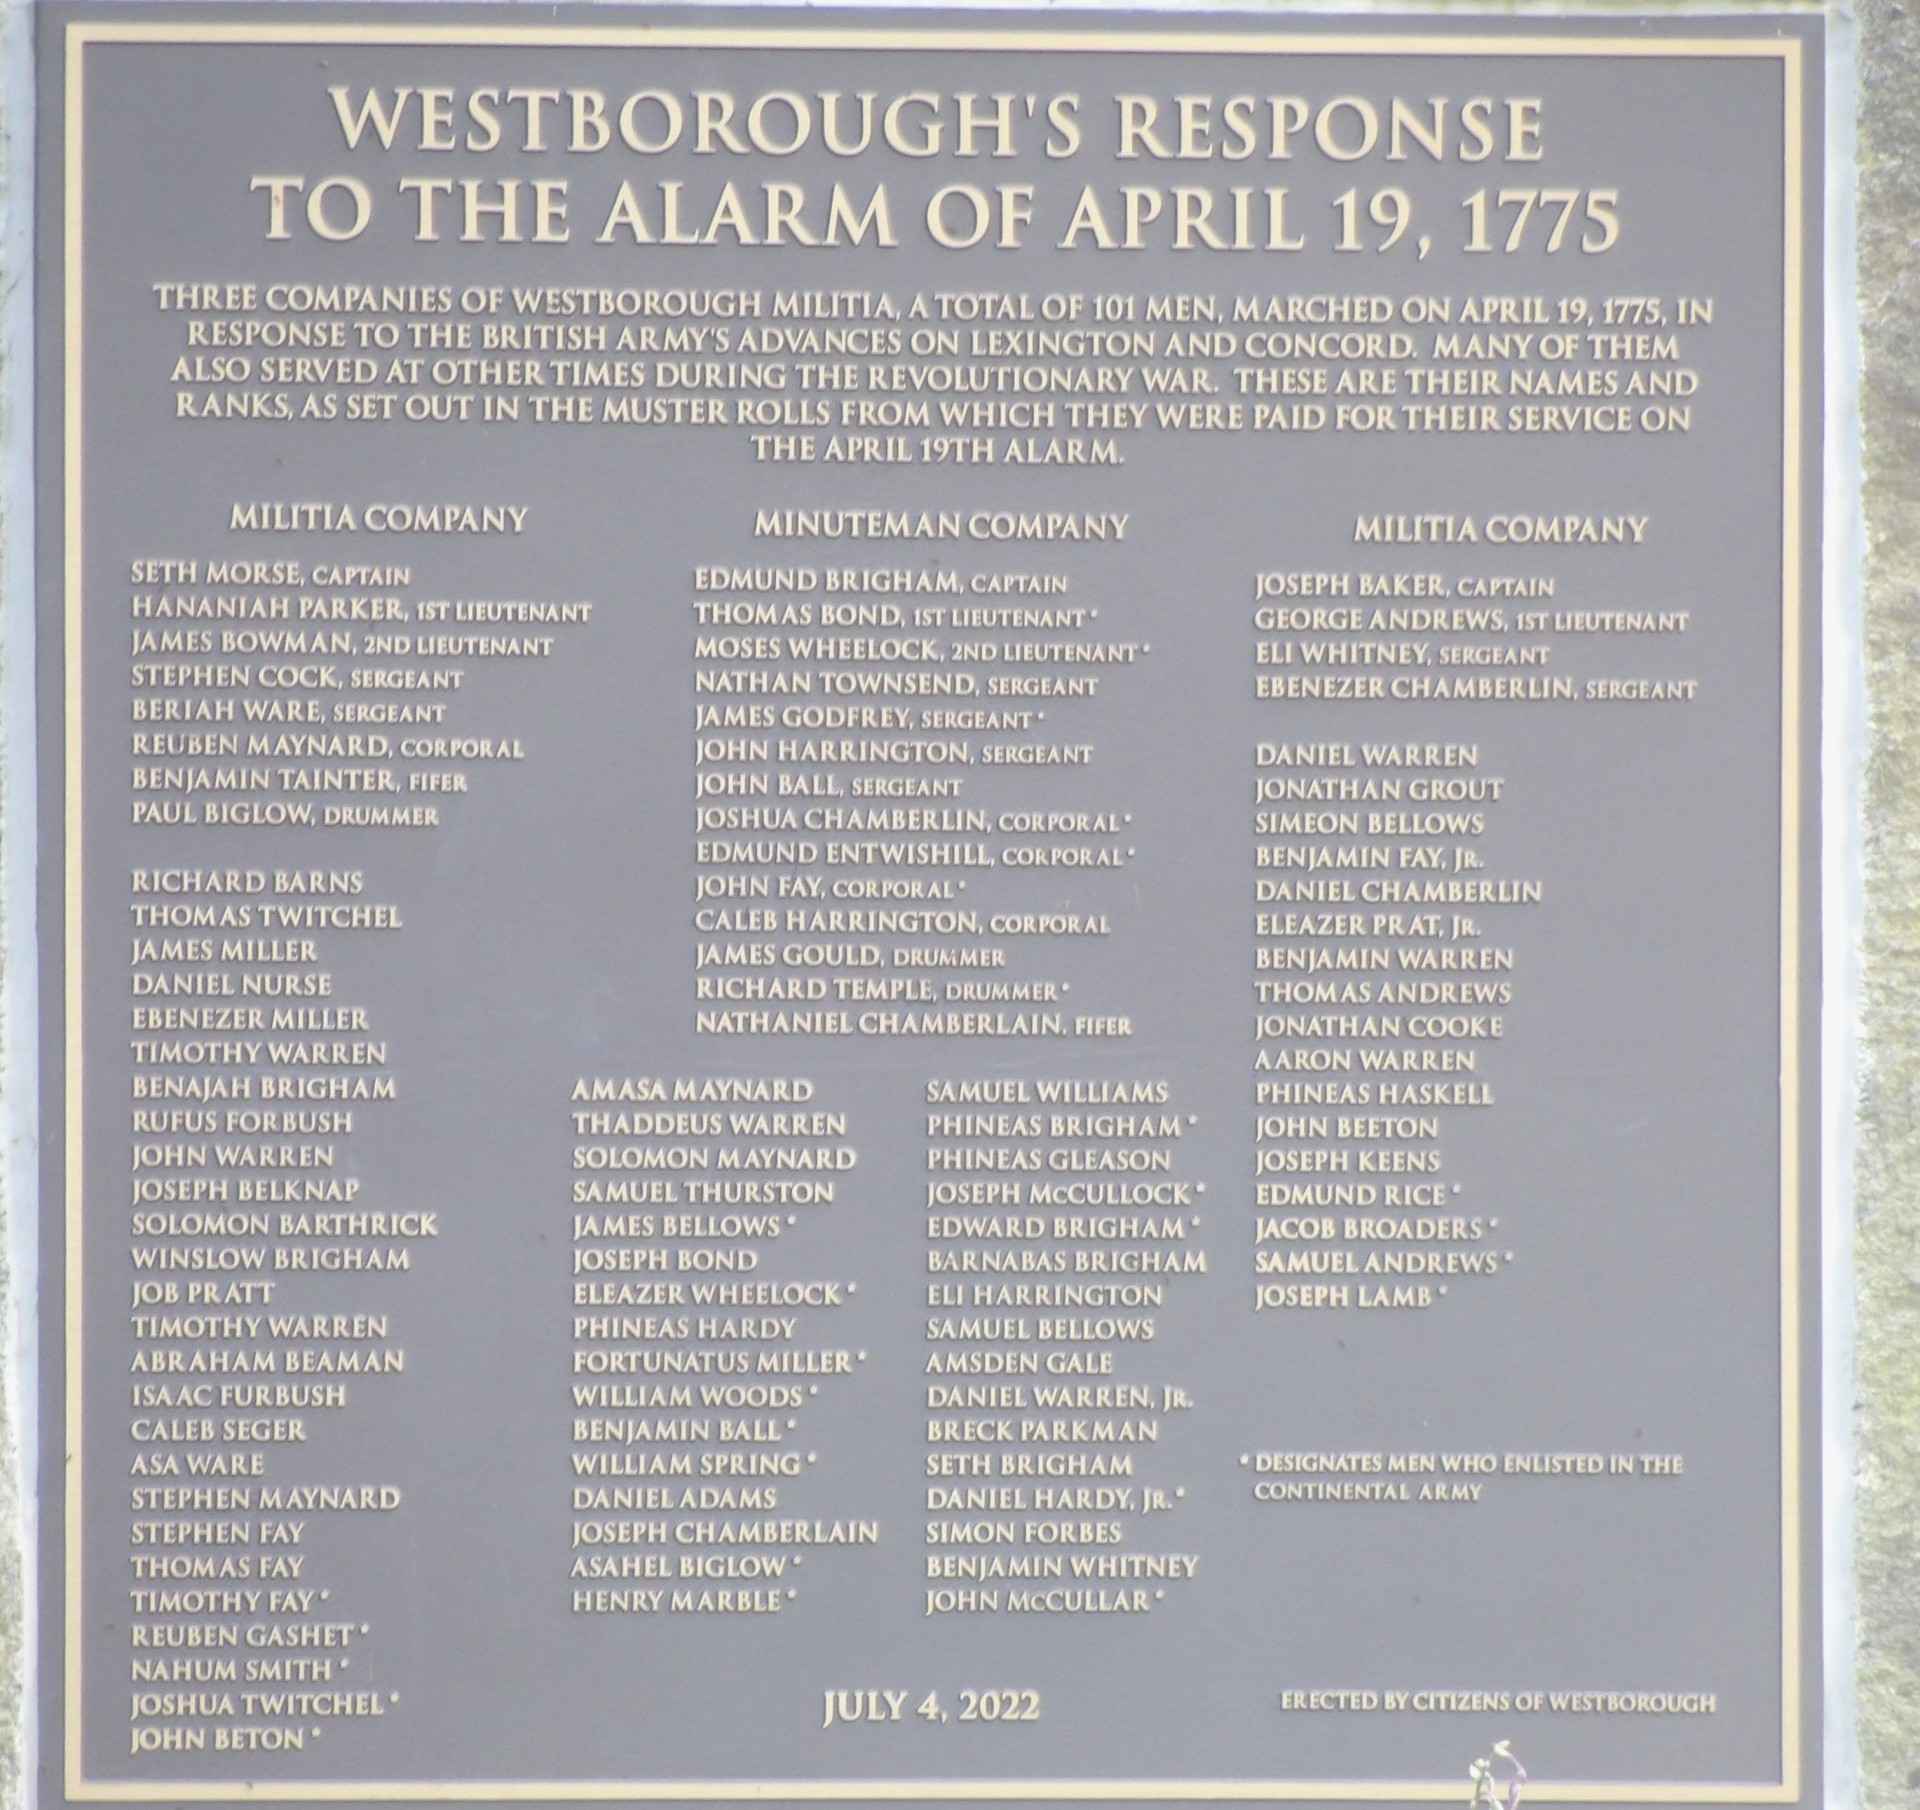 WESTBOROUGH'S RESPONSE
TO THE ALARM OF APRIL 19, 1775
THREE COMPANIES OF WESTBOROUGH MILITIA, A TOTAL OF 101 MEN, MARCHED ON APRIL 19, 1775, IN
RESPONSE TO THE BRITISH ARMY'S ADVANCES ON LEXINGTON AND CONCORD. MANY OF THEM
ALSO SERVED AT OTHER TIMES DURING THE REVOLUTIONARY WAR. THESE ARE THEIR NAMES AND
RANKS, AS SET OUT IN THE MUSTER ROLLS FROM WHICH THEY WERE PAID FOR THEIR SERVICE ON
THE APRIL 19TH ALARM.
MILITIA COMPANY
SETH MORSE, CAPTAIN
HANANIAH PARKER, 1ST LIEUTENANT
JAMES BOWMAN, 2ND LIEUTENANT
STEPHEN COCK, SERGEANT
BERIAH WARE, SERGEANT
REUBEN MAYNARD, CORPORAL
BENJAMIN TAINTER, FIFER
PAUL BIGLOW, DRUMMER
RICHARD BARNS
THOMAS TWITCHEL
JAMES MILLER
DANIEL NURSE
EBENEZER MILLER
TIMOTHY WARREN
BENAJAH BRIGHAM
RUFUS FORBUSH
JOHN WARREN
JOSEPH BELKNAP
SOLOMON BARTHRICK
WINSLOW BRIGHAM
JOB PRATT
TIMOTHY WARREN
ABRAHAM BEAMAN
ISAAC FURBUSH
CALEB SEGER
ASA WARE
STEPHEN MAYNARD
STEPHEN FAY
THOMAS FAY
TIMOTHY FAY *
REUBEN GASHET *
NAHUM SMITH *
JOSHUA TWITCHEL *
JOHN BETON *
MINUTEMAN COMPANY
EDMUND BRIGHAM, CAPTAIN
THOMAS BOND, 1ST LIEUTENANT *
MOSES WHEELOCK, 2ND LIEUTENANT *
NATHAN TOWNSEND, SERGEANT
JAMES GODFREY, SERGEANT *
JOHN HARRINGTON, SERGEANT
JOHN BALL, SERGEANT
JOSHUA CHAMBERLIN, CORPORAL *
EDMUND ENTWISHILL, CORPORAL *
JOHN FAY, CORPORAL *
CALEB HARRINGTON, CORPORAL
JAMES GOULD, DRUMMER
RICHARD TEMPLE, DRUMMER *
NATHANIEL CHAMBERLAIN, FIFER
AMASA MAYNARD
THADDEUS WARREN
SOLOMON MAYNARD
SAMUEL THURSTON
JAMES BELLOWS *
JOSEPH BOND
ELEAZER WHEELOCK *
PHINEAS HARDY
FORTUNATUS MILLER *
WILLIAM WOODS *
BENJAMIN BALL *
WILLIAM SPRING *
DANIEL ADAMS
JOSEPH CHAMBERLAIN
ASAHEL BIGLOW *
HENRY MARBLE *
SAMUEL WILLIAMS
PHINEAS BRIGHAM *
PHINEAS GLEASON
JOSEPH McCULLOCK *
EDWARD BRIGHAM *
BARNABAS BRIGHAM
ELI HARRINGTON
SAMUEL BELLOWS
AMSDEN GALE
DANIEL WARREN, JR.
BRECK PARKMAN
SETH BRIGHAM
DANIEL HARDY, JR. *
SIMON FORBES
BENJAMIN WHITNEY
JOHN McCULLAR *
MILITIA COMPANY
JOSEPH BAKER, CAPTAIN
GEORGE ANDREWS, 1ST LIEUTENANT
ELI WHITNEY, SERGEANT
EBENEZER CHAMBERLIN, SERGEANT
DANIEL WARREN
JONATHAN GROUT
SIMEON BELLOWS
BENJAMIN FAY, JR.
DANIEL CHAMBERLIN
ELEAZER PRAT, JR.
BENJAMIN WARREN
THOMAS ANDREWS
JONATHAN COOKE
AARON WARREN
PHINEAS HASKELL
JOHN BEETON
JOSEPH KEENS
EDMUND RICE *
JACOB BROADERS *
SAMUEL ANDREWS *
JOSEPH LAMB *
* DESIGNATES MEN WHO ENLISTED IN THE
CONTINENTAL ARMY
JULY 4, 2022
ERECTED BY CITIZENS OF WESTBOROUGH